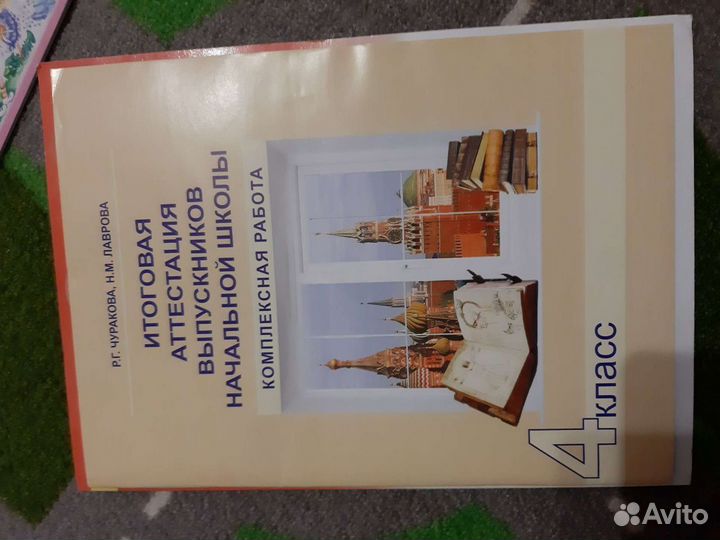 Р.Г. ЧУРАКОВА, Н.М. ЛАВРОВА
ИТОГОВАЯ
АТТЕСТАЦИЯ
ВЫПУСКНИКОВ
НАЧАЛЬНОЙ ШКОЛЫ
КОМПЛЕКСНАЯ РАБОТА
4 класс
Avito